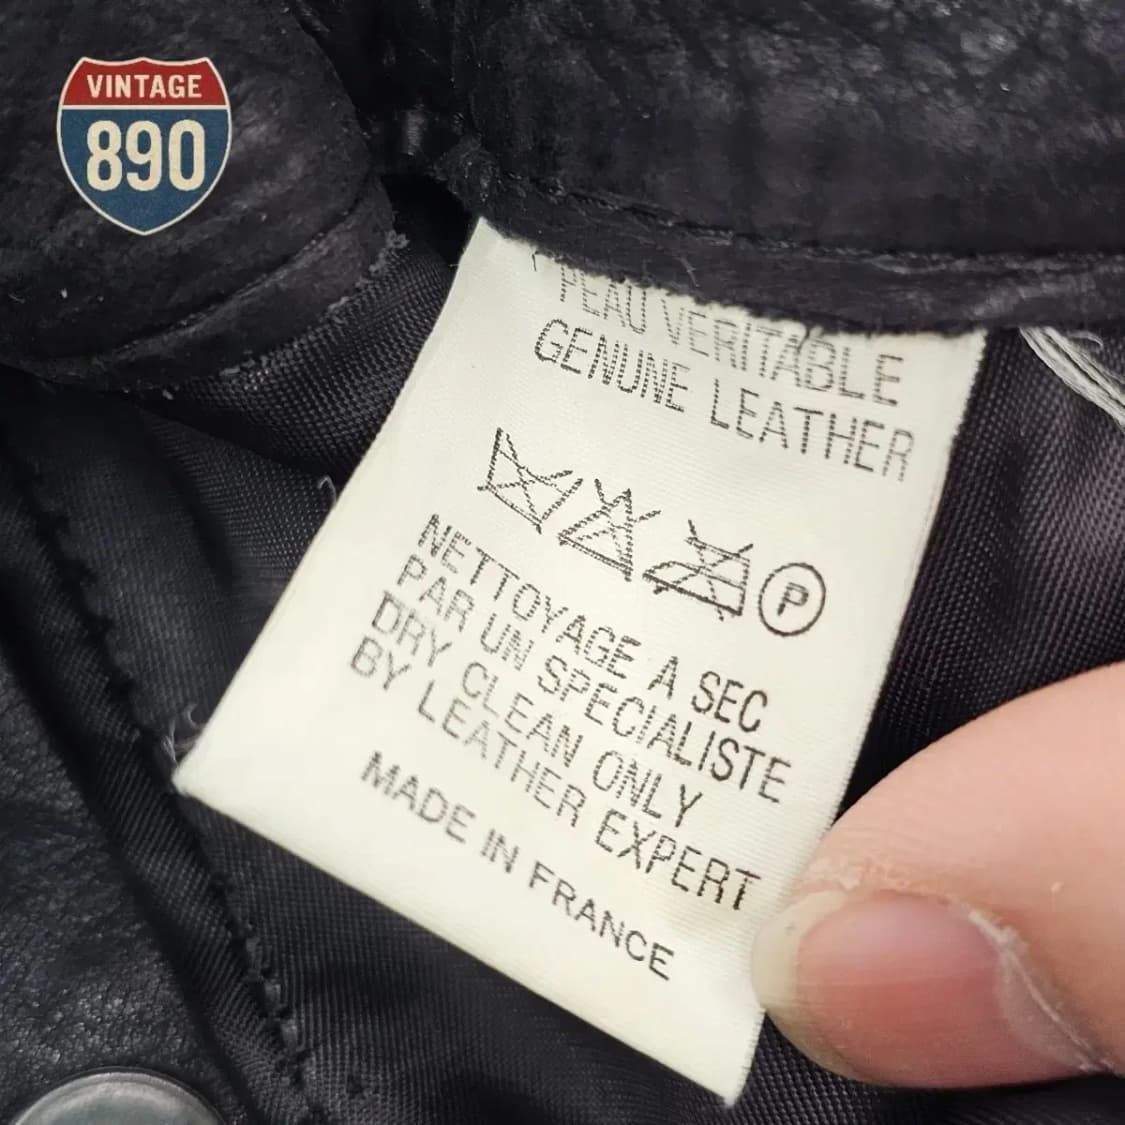 VINTAGE
890
PEAU VERITABLE
GENUINE LEATHER
P
NETTOYAGE A SEC
PAR UN SPECIALISTE
DRY CLEAN ONLY
BY LEATHER EXPERT
MADE IN FRANCE